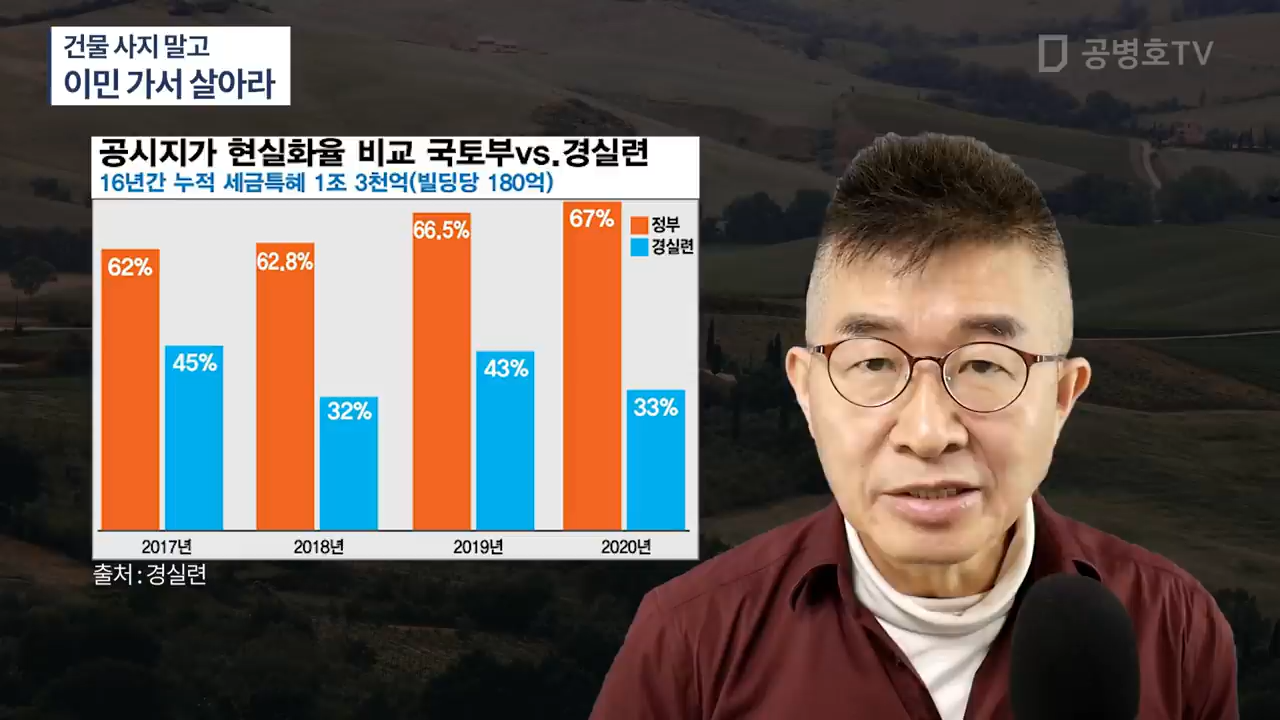 건물 사지 말고
이민 가서 살아라
공병호TV
공시지가 현실화율 비교 국토부vs.경실련
16년간 누적 세금특혜 1조 3천억(빌딩당 180억)
정부
경실련
62%
45%
62.8%
32%
66.5%
43%
67%
33%
2017년
2018년
2019년
2020년
출처 : 경실련